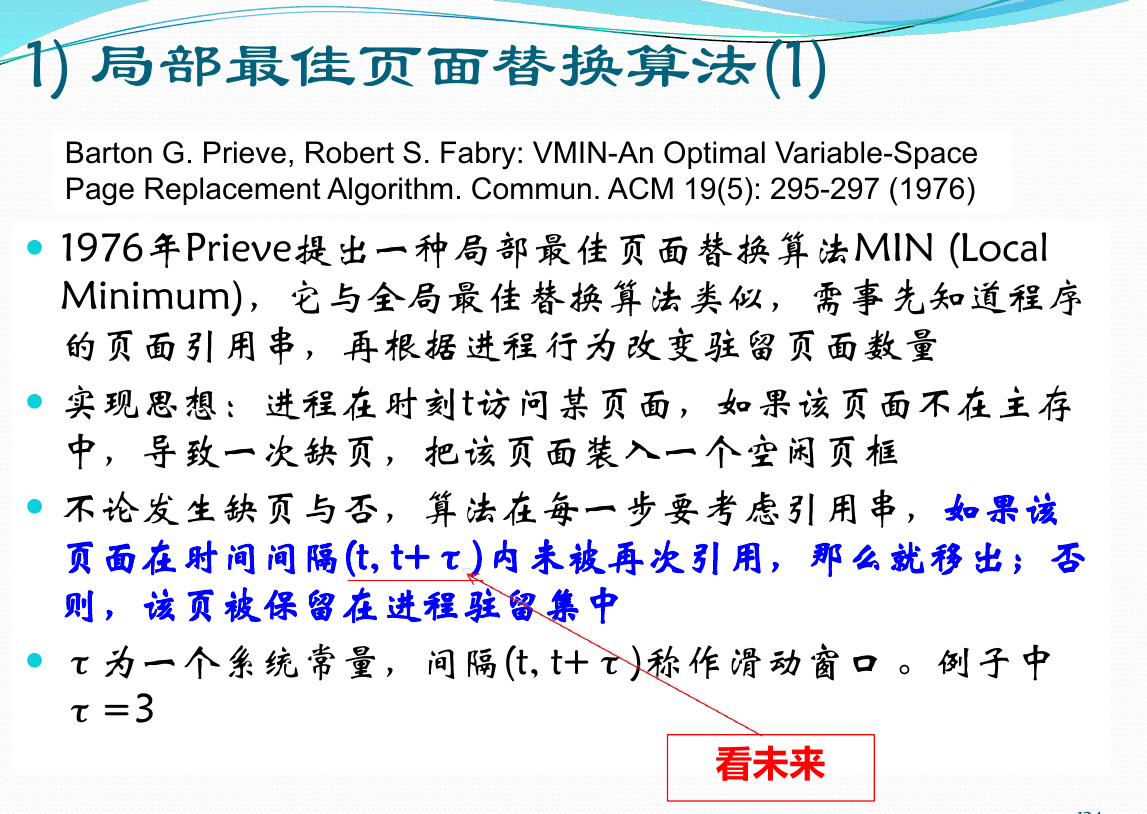 1) 局部最佳页面替换算法(1)
Barton G. Prieve, Robert S. Fabry: VMIN-An Optimal Variable-Space
Page Replacement Algorithm. Commun. ACM 19(5): 295-297 (1976)
1976年Prieve提出一种局部最佳页面替换算法MIN (Local
Minimum)，它与全局最佳替换算法类似，需事先知道程序
的页面引用串，再根据进程行为改变驻留页面数量
实现思想：进程在时刻t访问某页面，如果该页面不在主存
中，导致一次缺页，把该页面装入一个空闲页框
不论发生缺页与否，算法在每一步要考虑引用串，如果该
页面在时间间隔(t, t+τ)内未被再次引用，那么就移出；否
则，该页被保留在进程驻留集中
τ为一个系统常量，间隔(t, t+τ)称作滑动窗口。例子中
τ=3
看未来